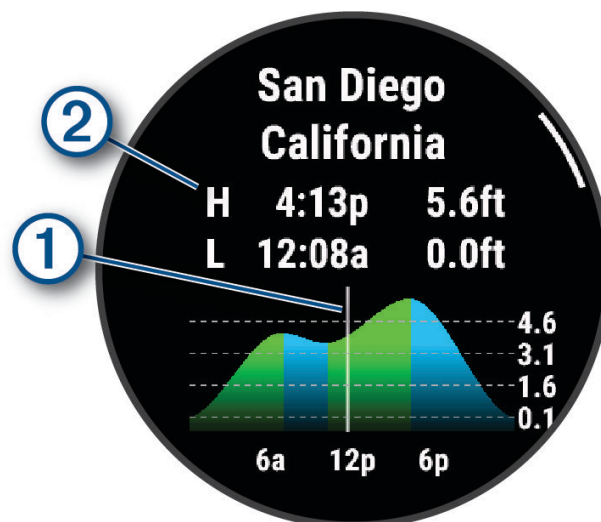 San Diego
California
2
H 4:13p 5.6ft
L 12:08a 0.0ft
1
4.6
3.1
1.6
0.1
6a 12p 6p